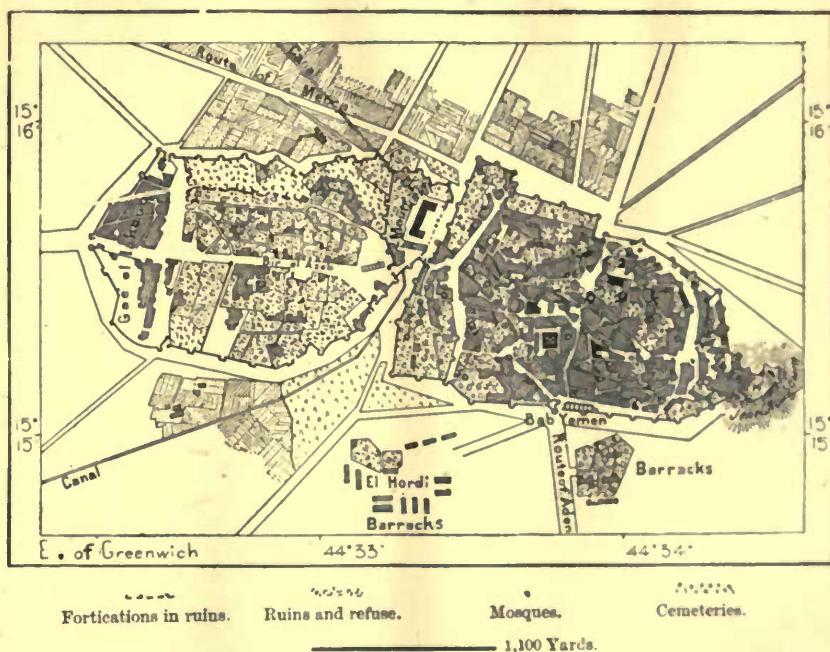 Route of Mecca
15°
16'
15°
16
Canal
El Hordi
Barracks
Bab Yemen
Route of Aden
Barracks
15°
15'
15°
15
E. of Greenwich
44°33'
44°34'
Fortications in ruins.
Ruins and refuse.
Mosques.
Cemeteries.
1,100 Yards.